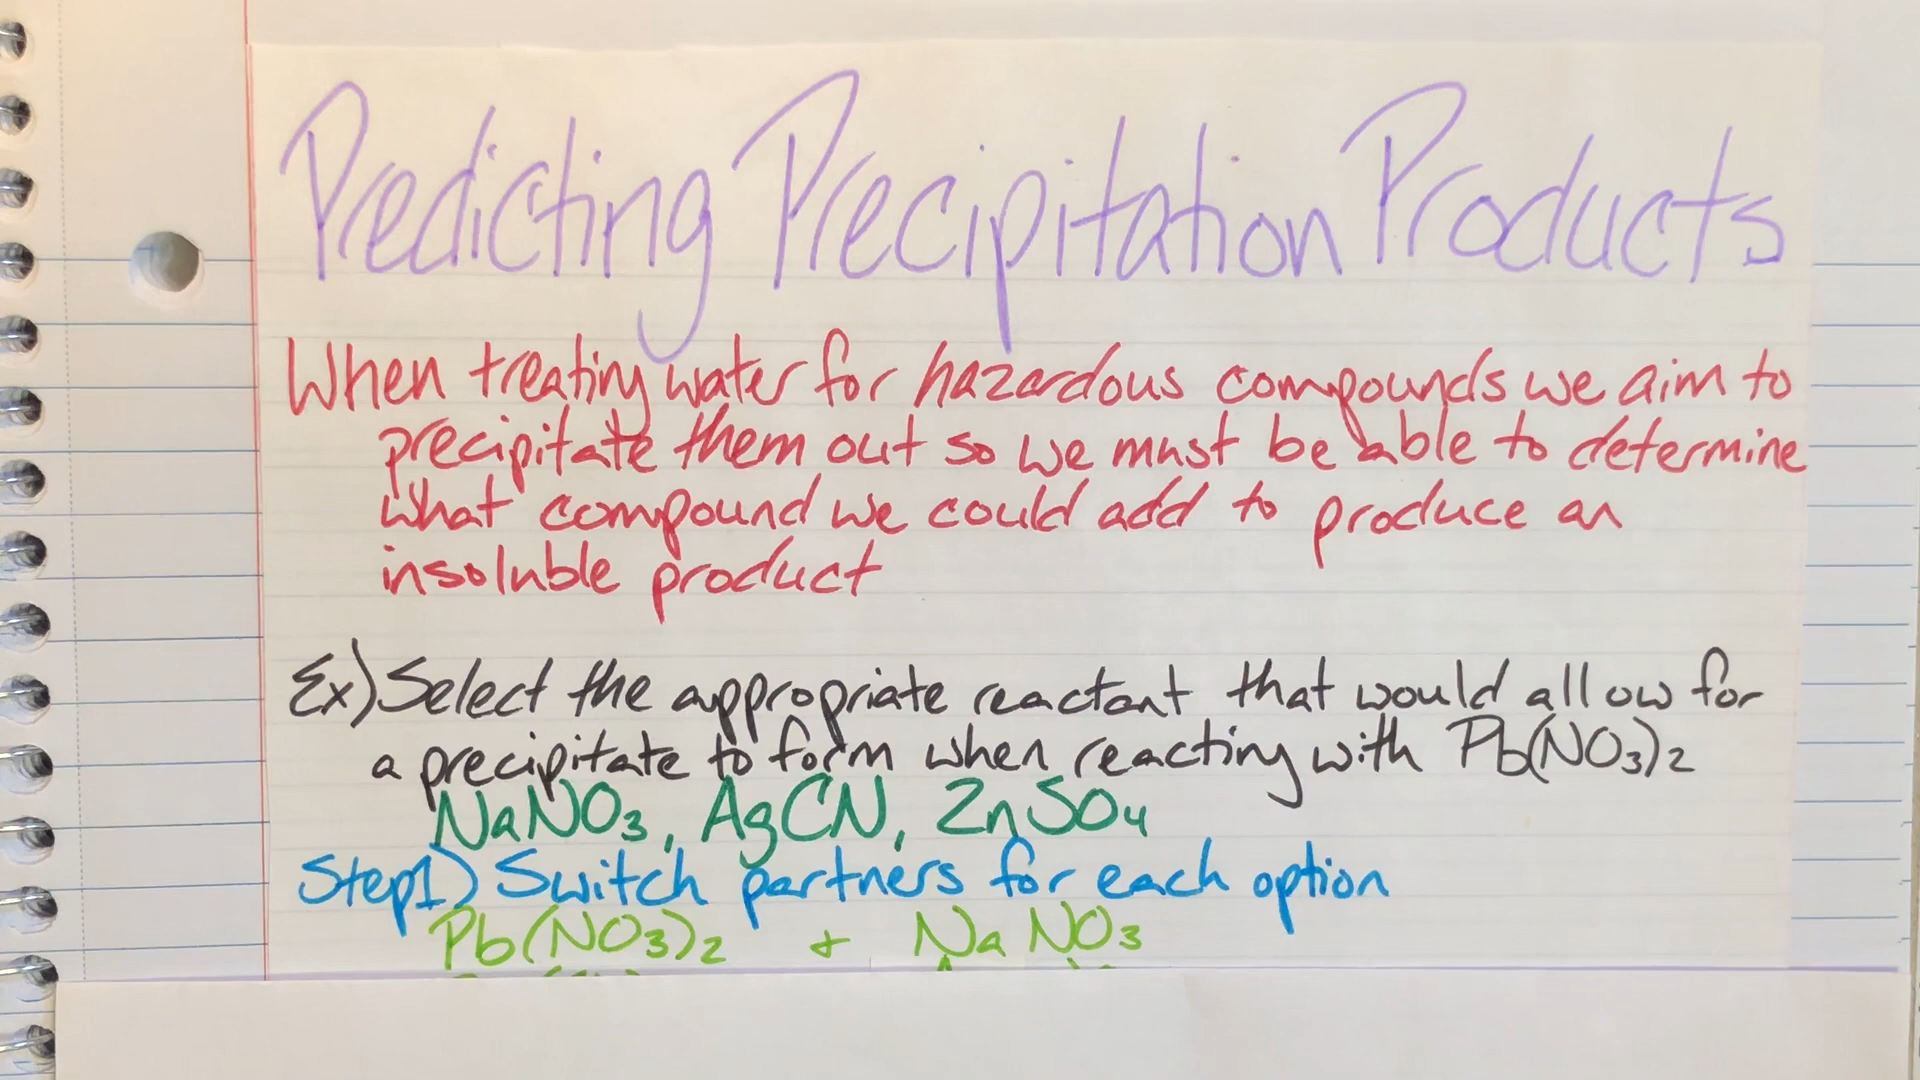 Predicting Precipitation Products
When treating water for hazardous compounds we aim to
precipitate them out so we must be able to determine
what compound we could add to produce an
insoluble product
Ex) Select the appropriate reactant that would allow for
a precipitate to form when reacting with Pb(NO₃)₂
NaNO₃, AgCN, ZnSO₄
Step1) Switch partners for each option
Pb(NO₃)₂ + NaNO₃